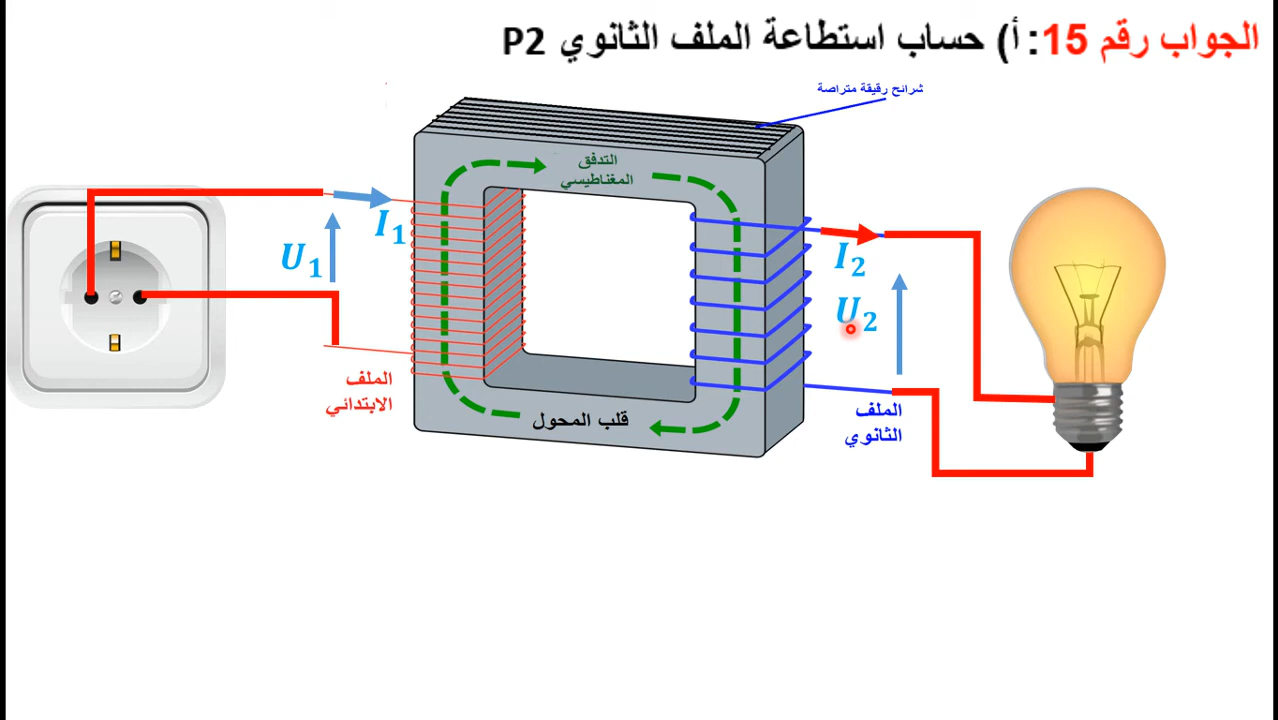 الجواب رقم 15: أ) حساب استطاعة الملف الثانوي P2
شرائح رقيقة متراصة
التدفق
المغناطيسي
I1
U1
I2
U2
الملف
الابتدائي
قلب المحول
الملف
الثانوي